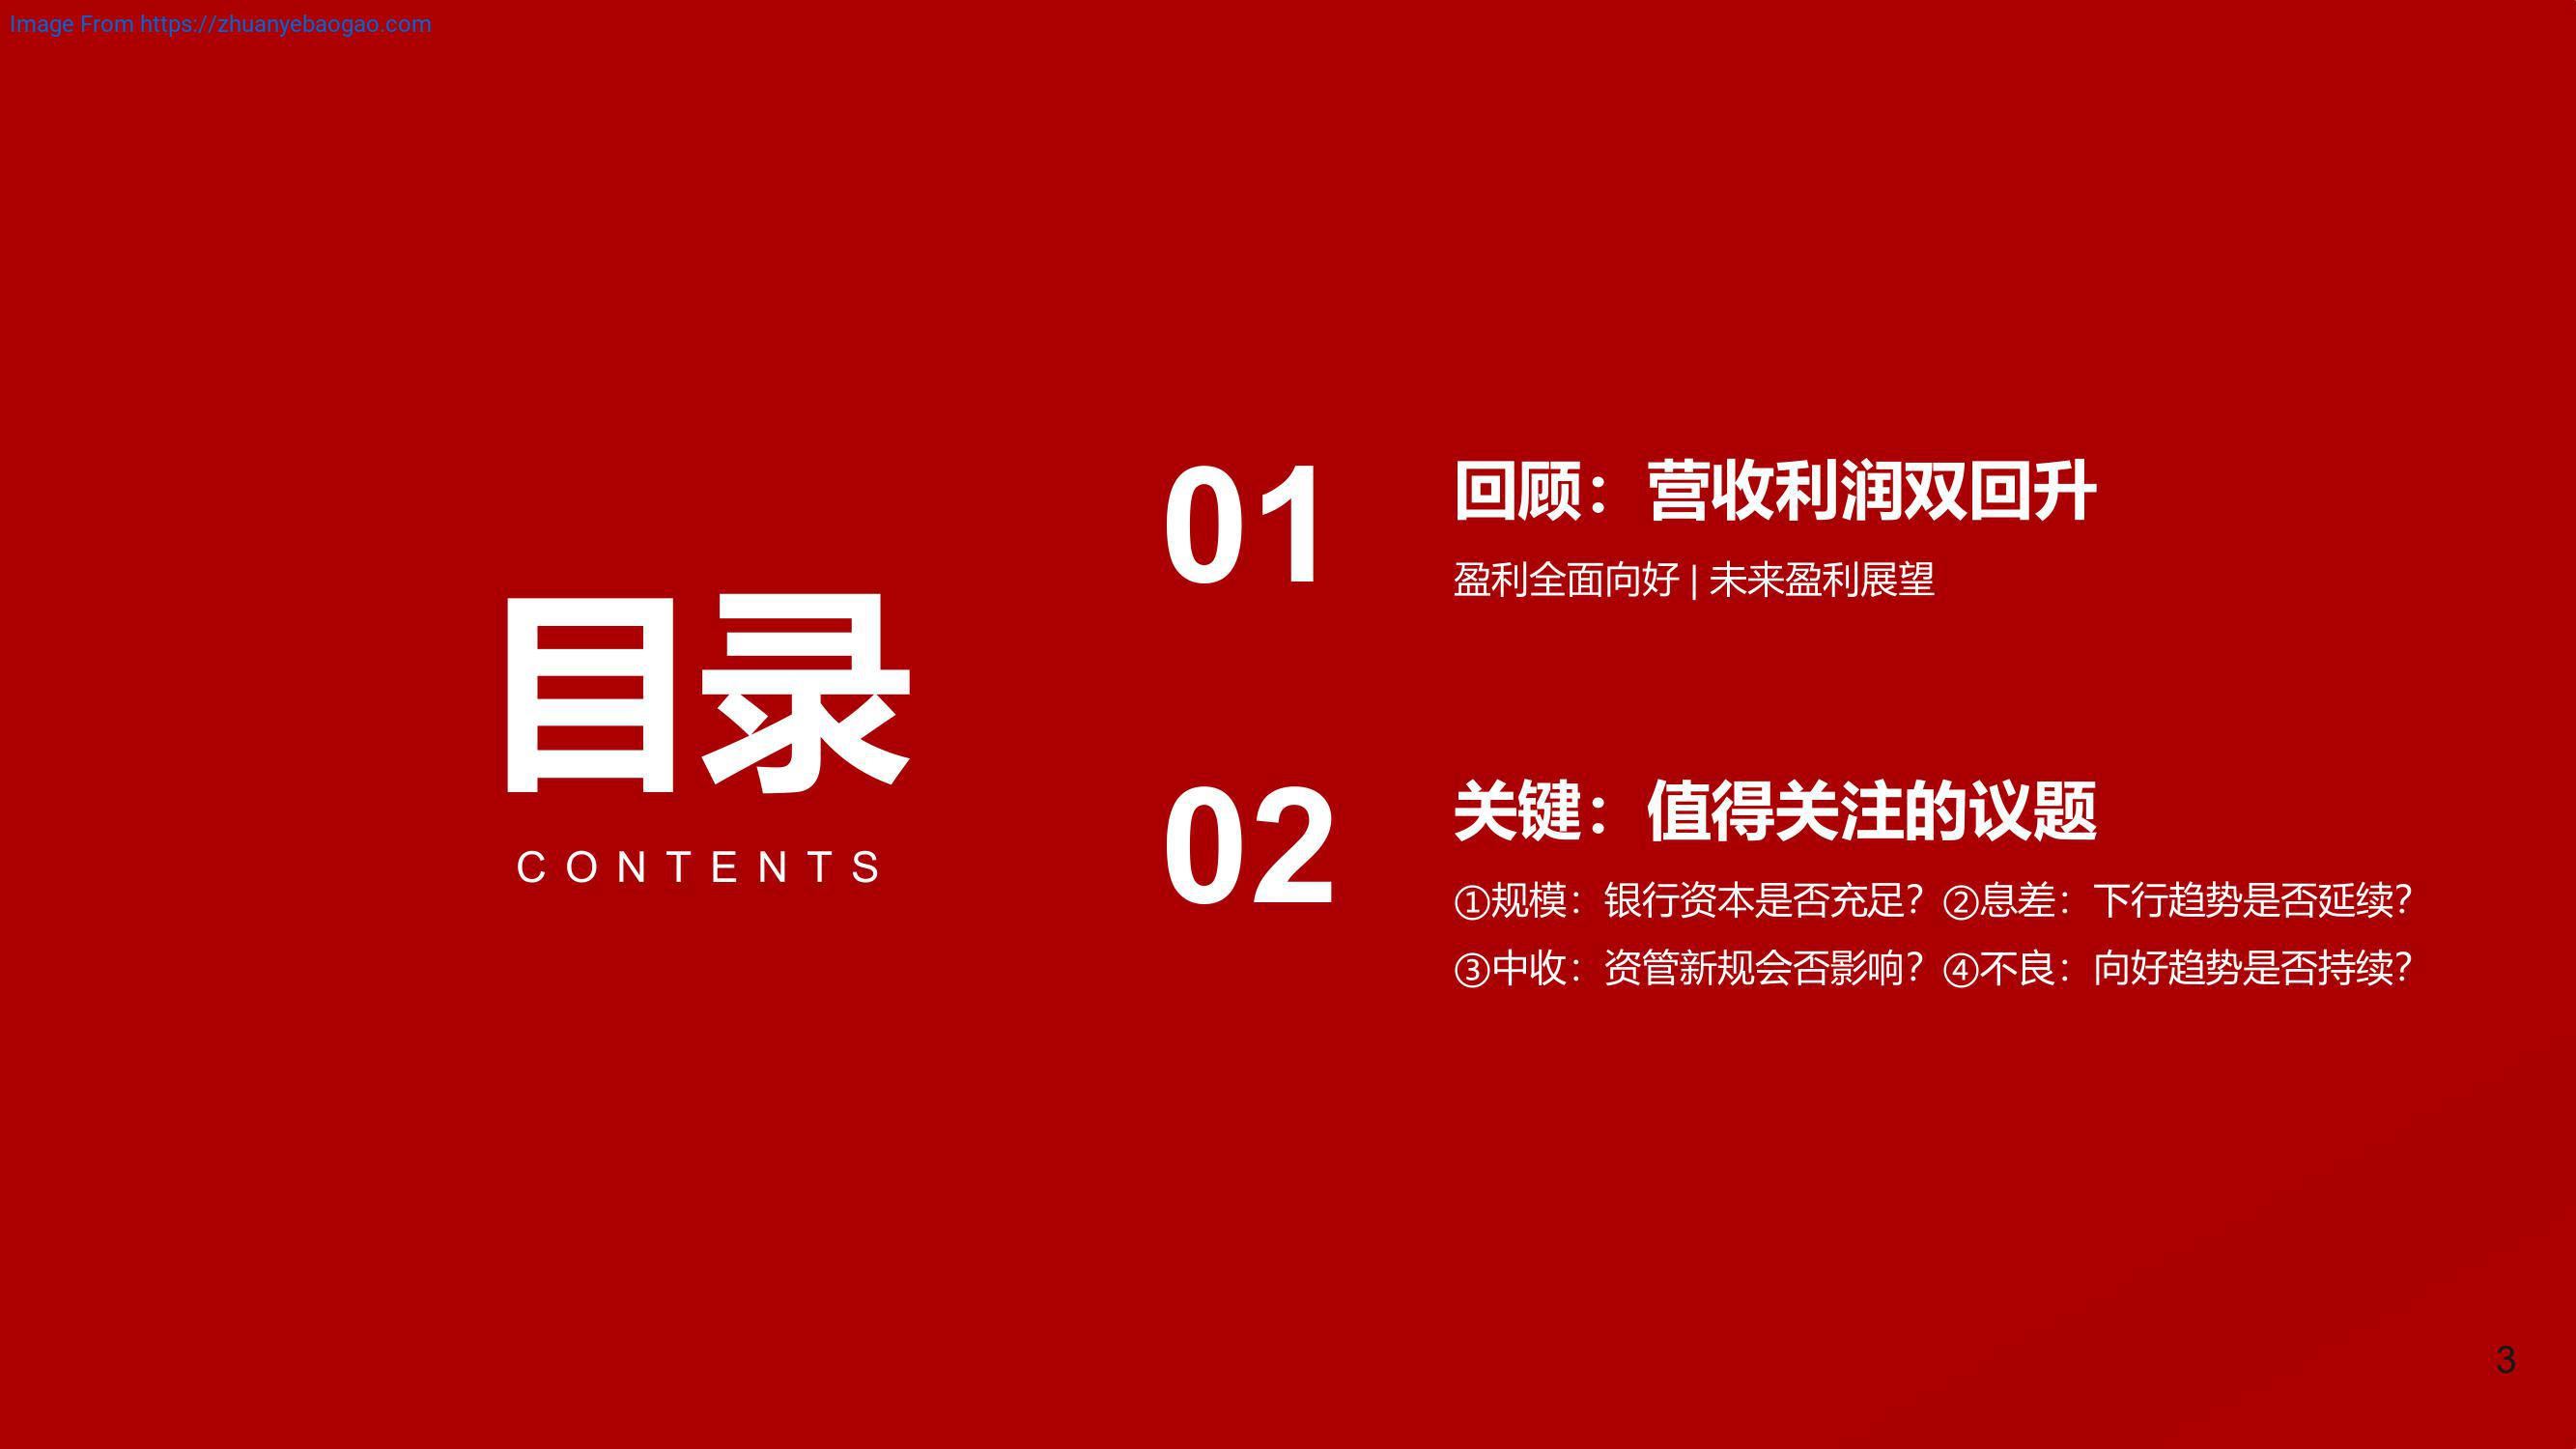 Image From https://zhuanyebaogao.com
目录
CONTENTS
01
回顾：营收利润双回升
盈利全面向好 | 未来盈利展望
02
关键：值得关注的议题
①规模：银行资本是否充足？②息差：下行趋势是否延续？
③中收：资管新规会否影响？④不良：向好趋势是否持续？
3